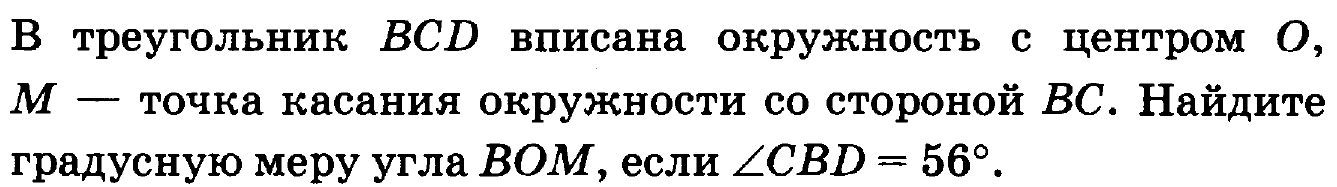 В треугольник BCD вписана окружность с центром O,
M — точка касания окружности со стороной BC. Найдите
градусную меру угла BOM, если ∠CBD = 56°.